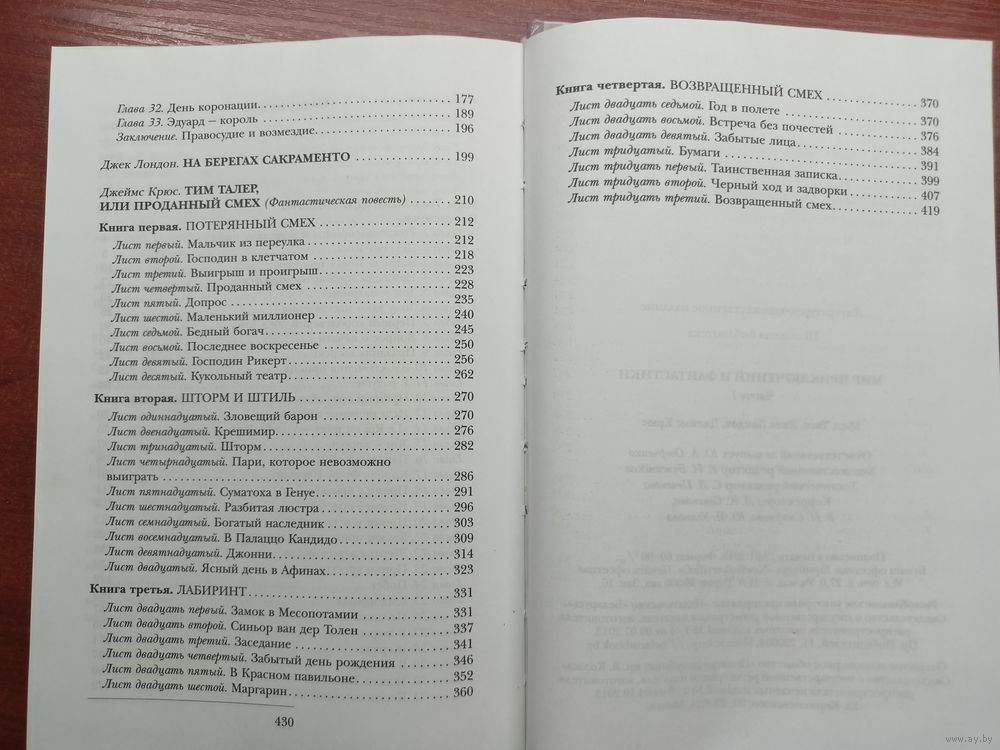 Глава 32. День коронации. 177
Глава 33. Эдуард — король 189
Заключение. Правосудие и возмездие. 196
Джек Лондон. НА БЕРЕГАХ САКРАМЕНТО 199
Джеймс Крюс. ТИМ ТАЛЕР,
ИЛИ ПРОДАННЫЙ СМЕХ (Фантастическая повесть) 210
Книга первая. ПОТЕРЯННЫЙ СМЕХ 212
Лист первый. Мальчик из переулка 212
Лист второй. Господин в клетчатом 218
Лист третий. Выигрыш и проигрыш 223
Лист четвертый. Проданный смех 228
Лист пятый. Допрос 235
Лист шестой. Маленький миллионер 240
Лист седьмой. Бедный богач 245
Лист восьмой. Последнее воскресенье 250
Лист девятый. Господин Рикерт 256
Лист десятый. Кукольный театр 262
Книга вторая. ШТОРМ И ШТИЛЬ 270
Лист одиннадцатый. Зловещий барон 270
Лист двенадцатый. Крешимир. 276
Лист тринадцатый. Шторм 282
Лист четырнадцатый. Пари, которое невозможно
выиграть 286
Лист пятнадцатый. Суматоха в Генуе 291
Лист шестнадцатый. Разбитая люстра 296
Лист семнадцатый. Богатый наследник 303
Лист восемнадцатый. В Палаццо Кандидо 309
Лист девятнадцатый. Джонни 314
Лист двадцатый. Ясный день в Афинах. 323
Книга третья. ЛАБИРИНТ 331
Лист двадцать первый. Замок в Месопотамии 331
Лист двадцать второй. Синьор ван дер Толен 337
Лист двадцать третий. Заседание 341
Лист двадцать четвертый. Забытый день рождения 346
Лист двадцать пятый. В Красном павильоне 352
Лист двадцать шестой. Маргарин 360
430
Книга четвертая. ВОЗВРАЩЕННЫЙ СМЕХ 370
Лист двадцать седьмой. Год в полете 370
Лист двадцать восьмой. Встреча без почестей 376
Лист двадцать девятый. Забытые лица 384
Лист тридцатый. Бумаги 391
Лист тридцать первый. Таинственная записка 399
Лист тридцать второй. Черный ход и задворки 407
Лист тридцать третий. Возвращенный смех 419
www.ay.by